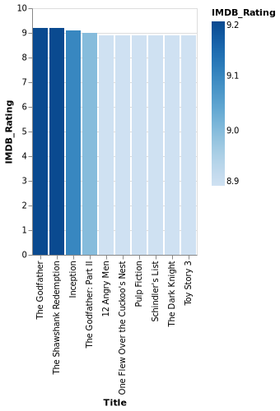 10
9
8
7
6
5
4
3
2
1
0
IMDB_Rating
The Godfather
The Shawshank Redemption
Inception
The Godfather: Part II
12 Angry Men
One Flew Over the Cuckoo's Nest
Pulp Fiction
Schindler's List
The Dark Knight
Toy Story 3
Title
IMDB_Rating
9.2
9.1
9.0
8.9